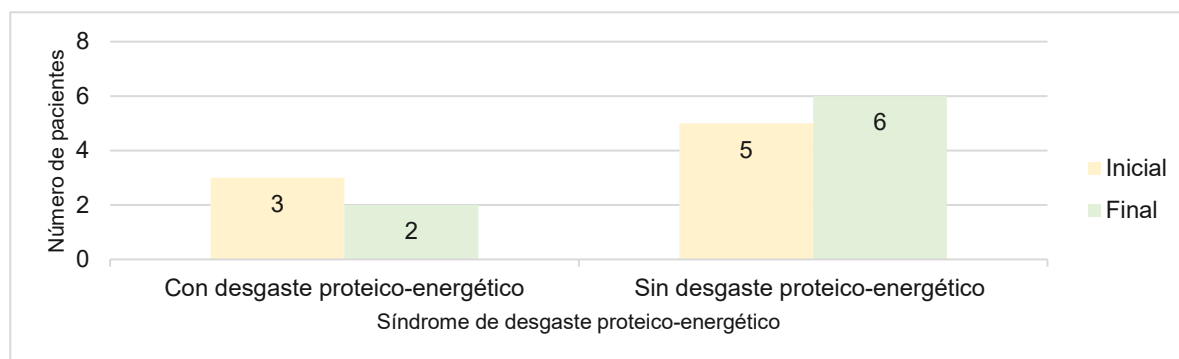 Número de pacientes
8
6
4
2
0
3
2
5
6
Con desgaste proteico-energético
Sin desgaste proteico-energético
Síndrome de desgaste proteico-energético
Inicial
Final